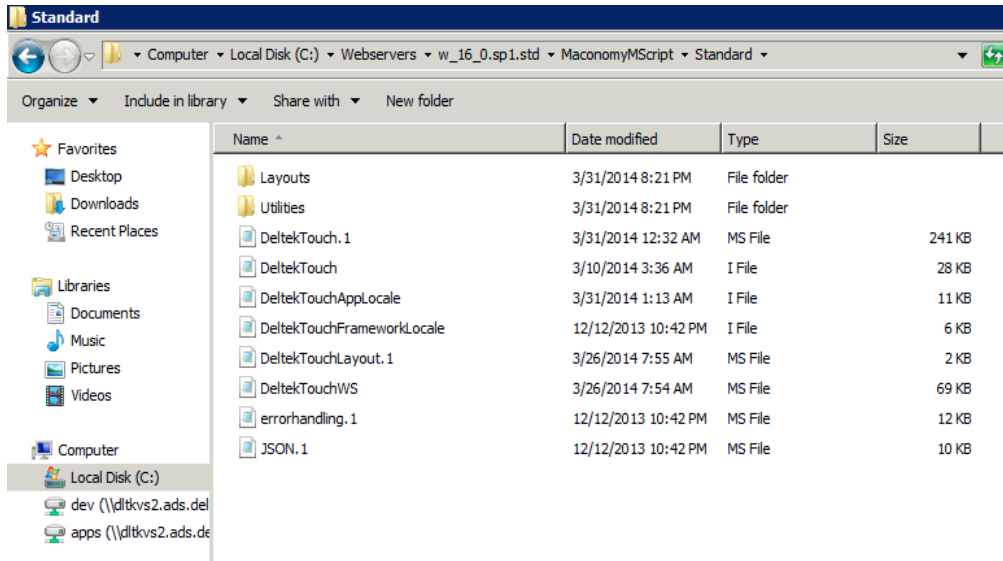 Standard
Computer Local Disk (C:) Webservers w_16_0.sp1.std MaconomyMScript Standard
Organize Include in library Share with New folder
Name Date modified Type Size
Favorites
Desktop
Downloads
Recent Places
Libraries
Documents
Music
Pictures
Videos
Computer
Local Disk (C:)
dev (\\dltkvs2.ads.del
apps (\\dltkvs2.ads.de
Layouts 3/31/2014 8:21 PM File folder
Utilities 3/31/2014 8:21 PM File folder
DeltekTouch.1 3/31/2014 12:32 AM MS File 241 KB
DeltekTouch 3/10/2014 3:36 AM I File 28 KB
DeltekTouchAppLocale 3/31/2014 1:13 AM I File 11 KB
DeltekTouchFrameworkLocale 12/12/2013 10:42 PM I File 6 KB
DeltekTouchLayout.1 3/26/2014 7:55 AM MS File 2 KB
DeltekTouchWS 3/26/2014 7:54 AM MS File 69 KB
errorhandling.1 12/12/2013 10:42 PM MS File 12 KB
JSON.1 12/12/2013 10:42 PM MS File 10 KB